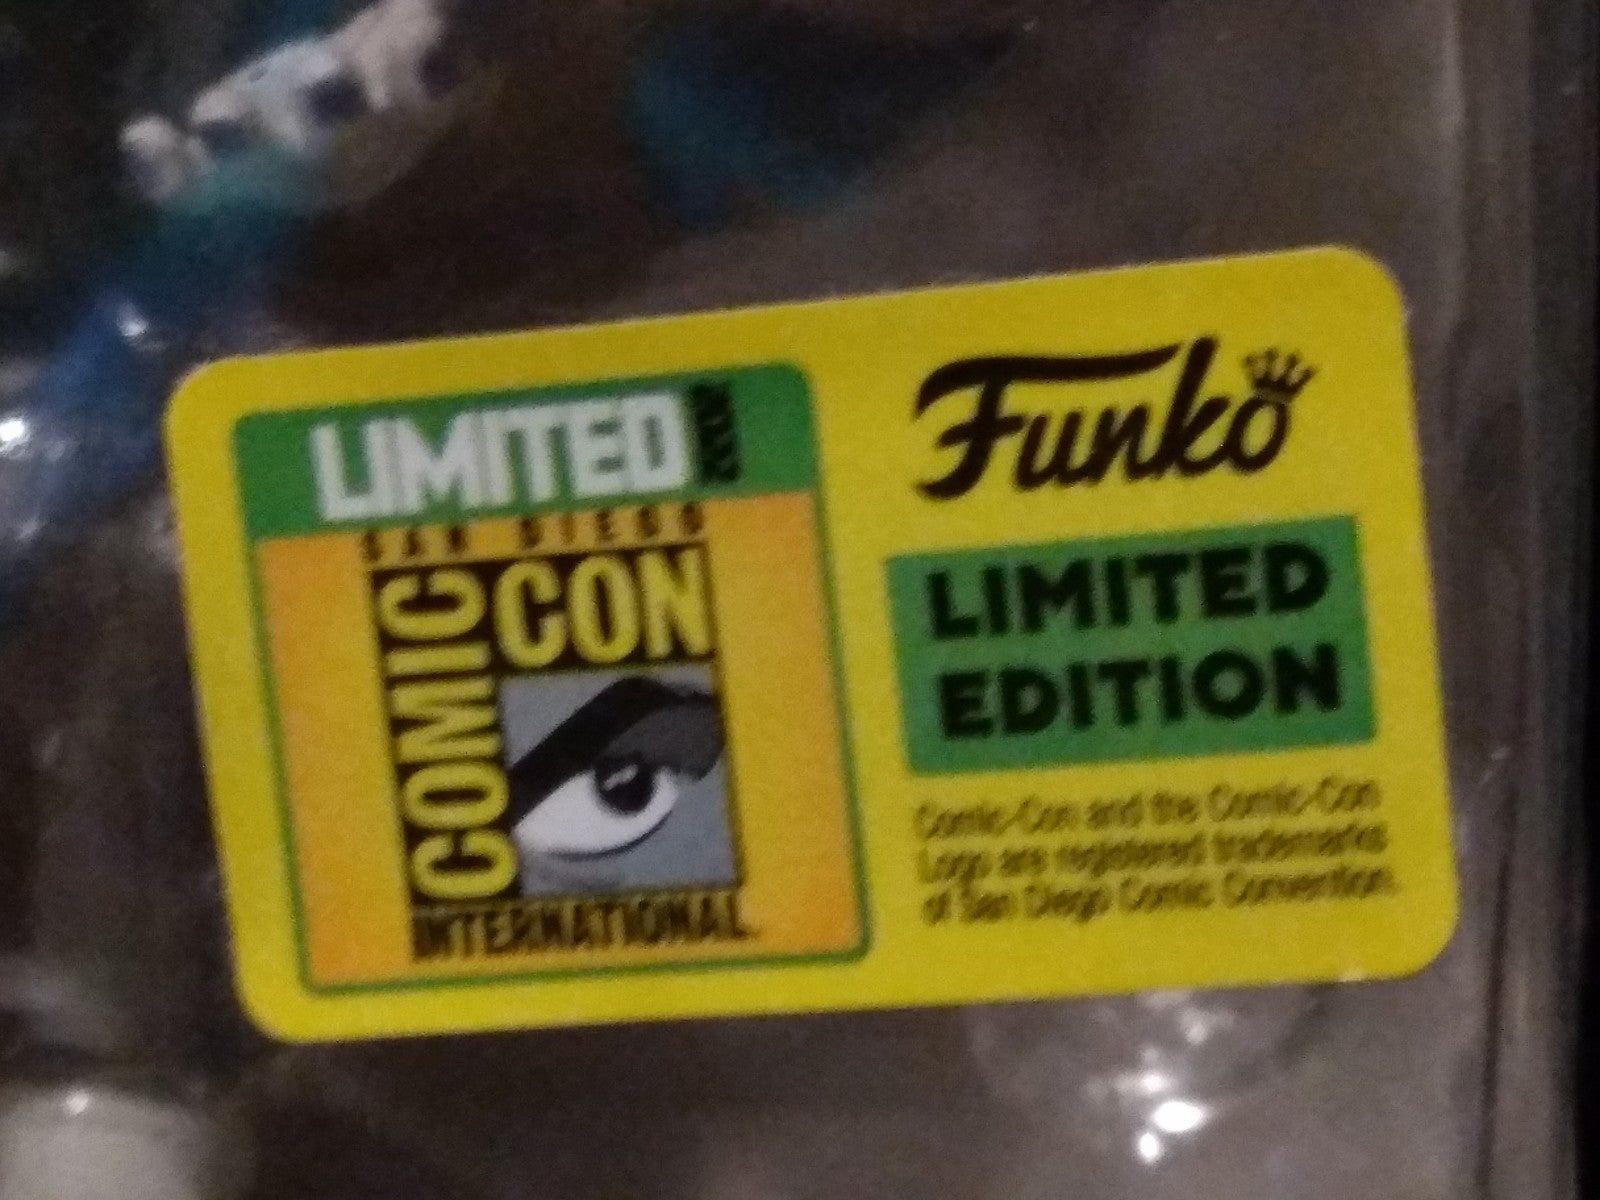 LIMITED
SAN DIEGO
COMIC CON
INTERNATIONAL
Funko
LIMITED
EDITION
Comic-Con and the Comic-Con
Logo are registered trademarks
of San Diego Comic Convention.